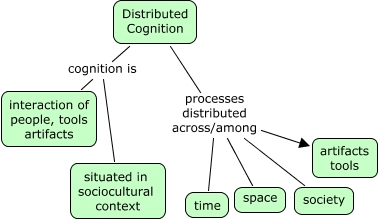 Distributed
Cognition
cognition is
interaction of
people, tools
artifacts
situated in
sociocultural
context
processes
distributed
across/among
time
space
society
artifacts
tools